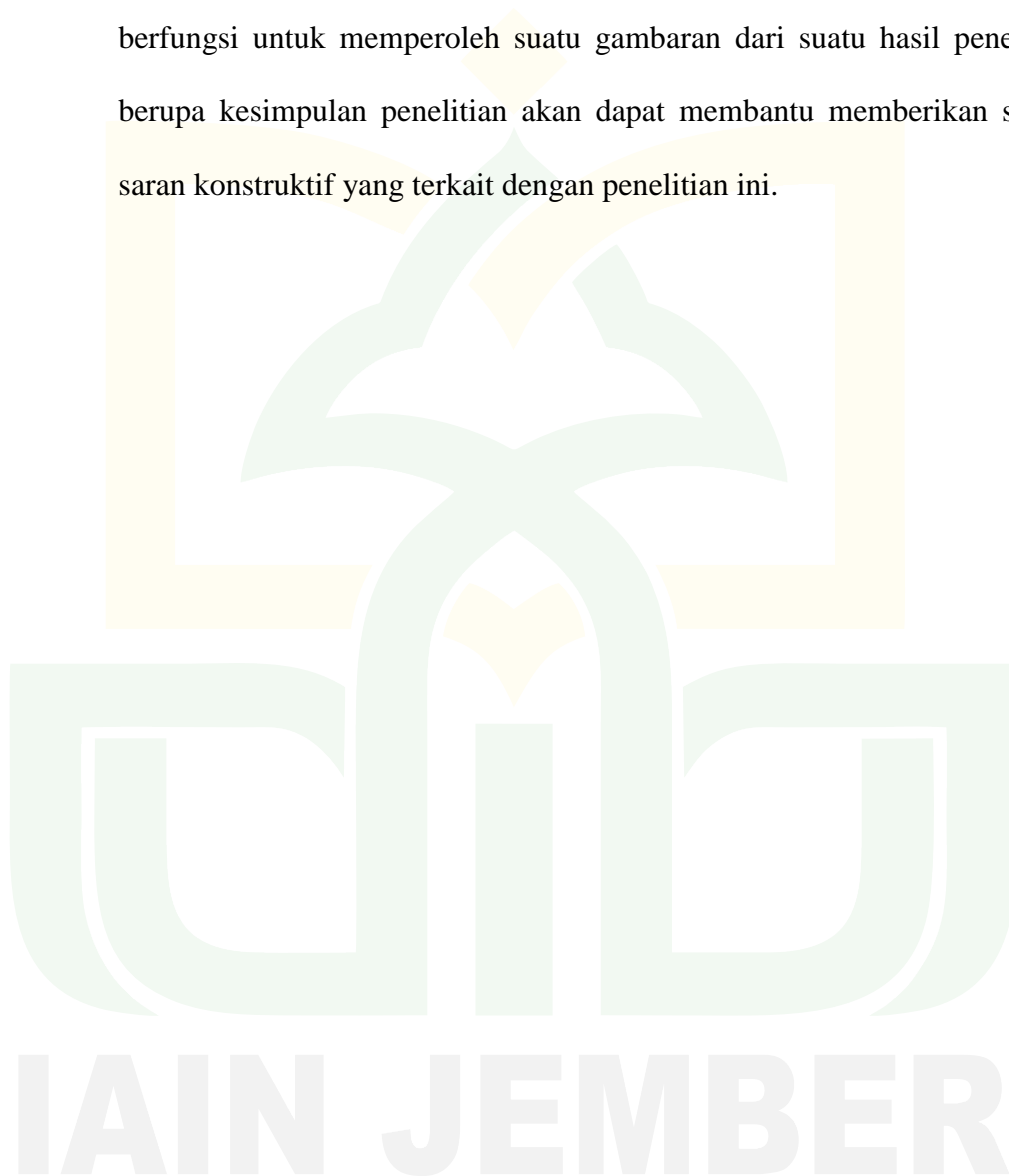 berfungsi untuk memperoleh suatu gambaran dari suatu hasil
berupa kesimpulan penelitian akan dapat membantu memberikan
saran konstruktif yang terkait dengan penelitian ini.
IAIN JEMBER